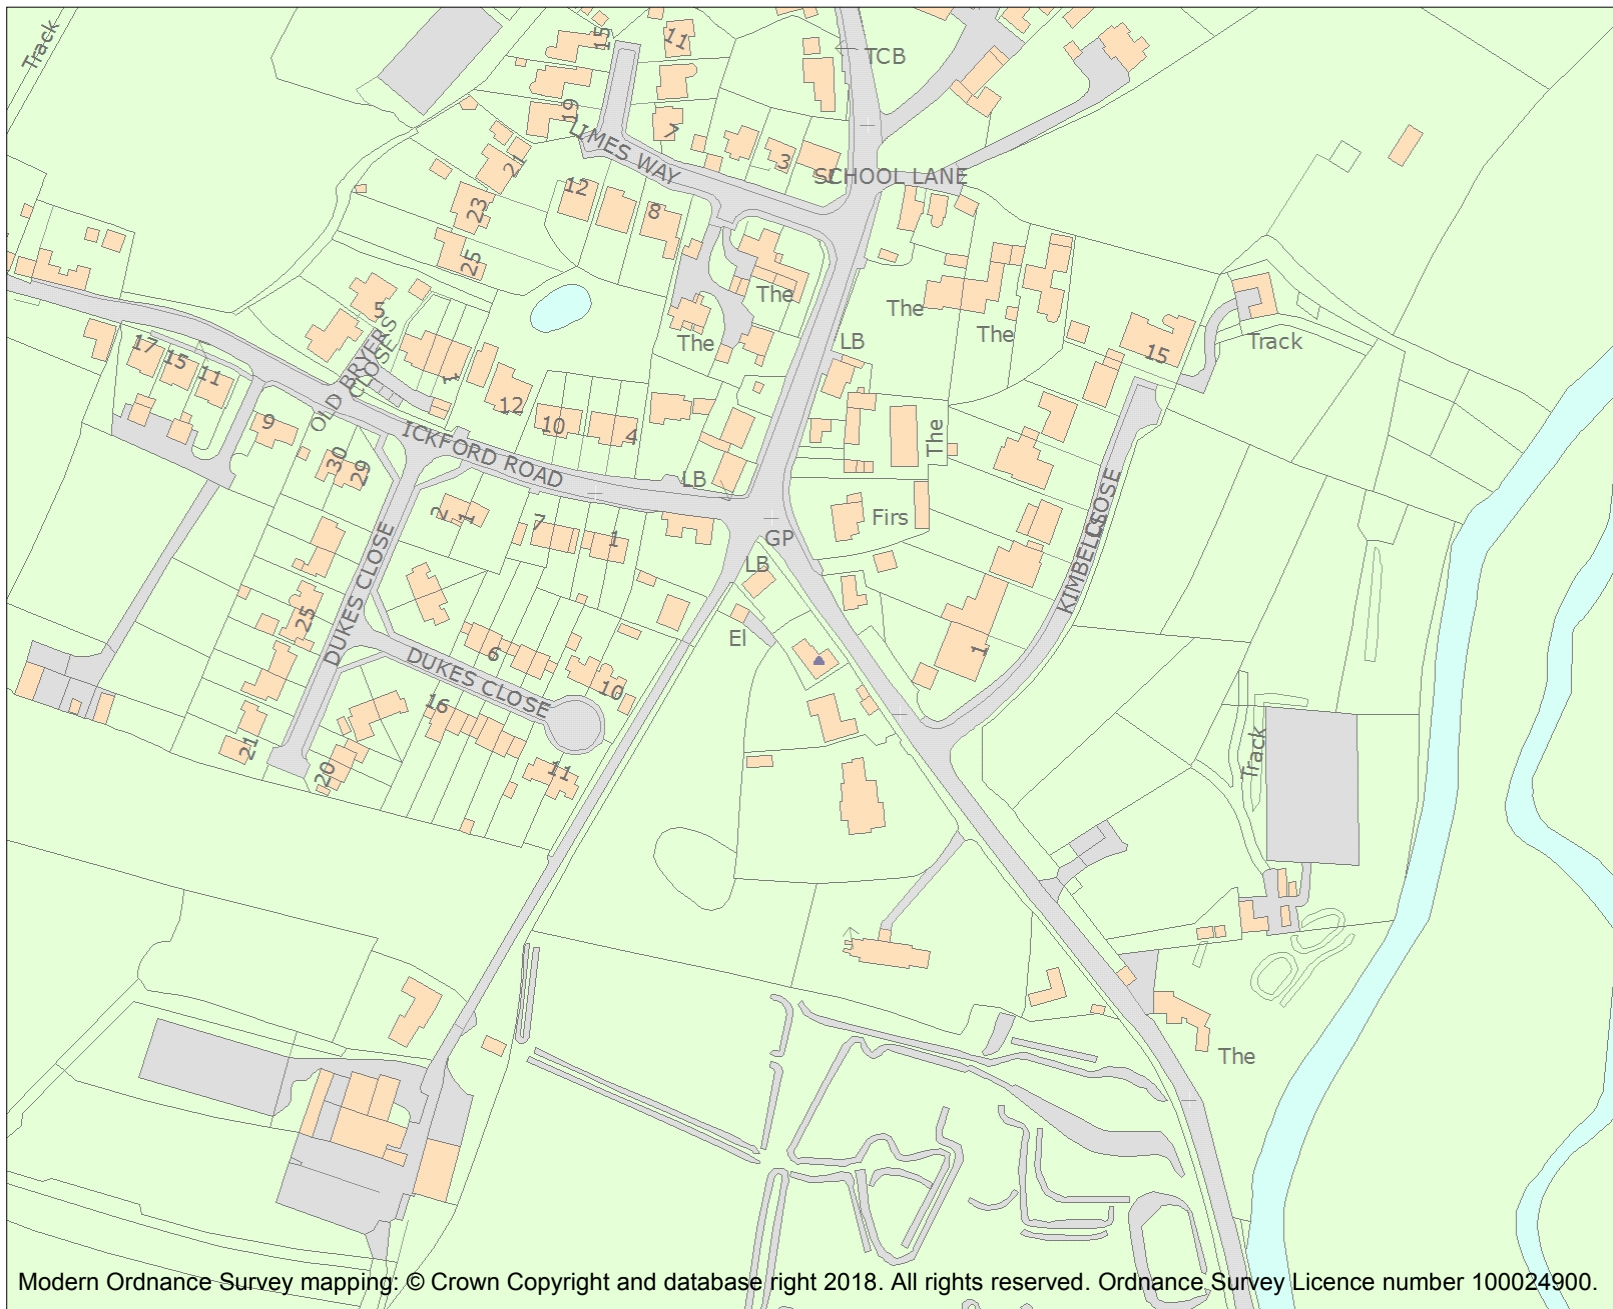 Track
15
11
TCB
19
LIMES WAY
7
3
SCHOOL LANE
21
12
8
23
25
The
The
The
Track
5
The
LB
15
17
15
11
OLD BRYERS
CLOSE
1
12
10
4
9
ICKFORD ROAD
The
30
29
LB
KIMBELLS
CLOSE
2
1
7
1
Firs
GP
LB
DUKES CLOSE
25
El
6
DUKES CLOSE
10
1
16
21
20
11
Track
The
Modern Ordnance Survey mapping: © Crown Copyright and database right 2018. All rights reserved. Ordnance Survey Licence number 100024900.